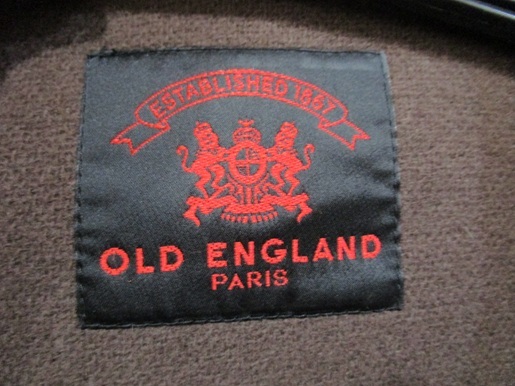 ESTABLISHED 1867
OLD ENGLAND
PARIS